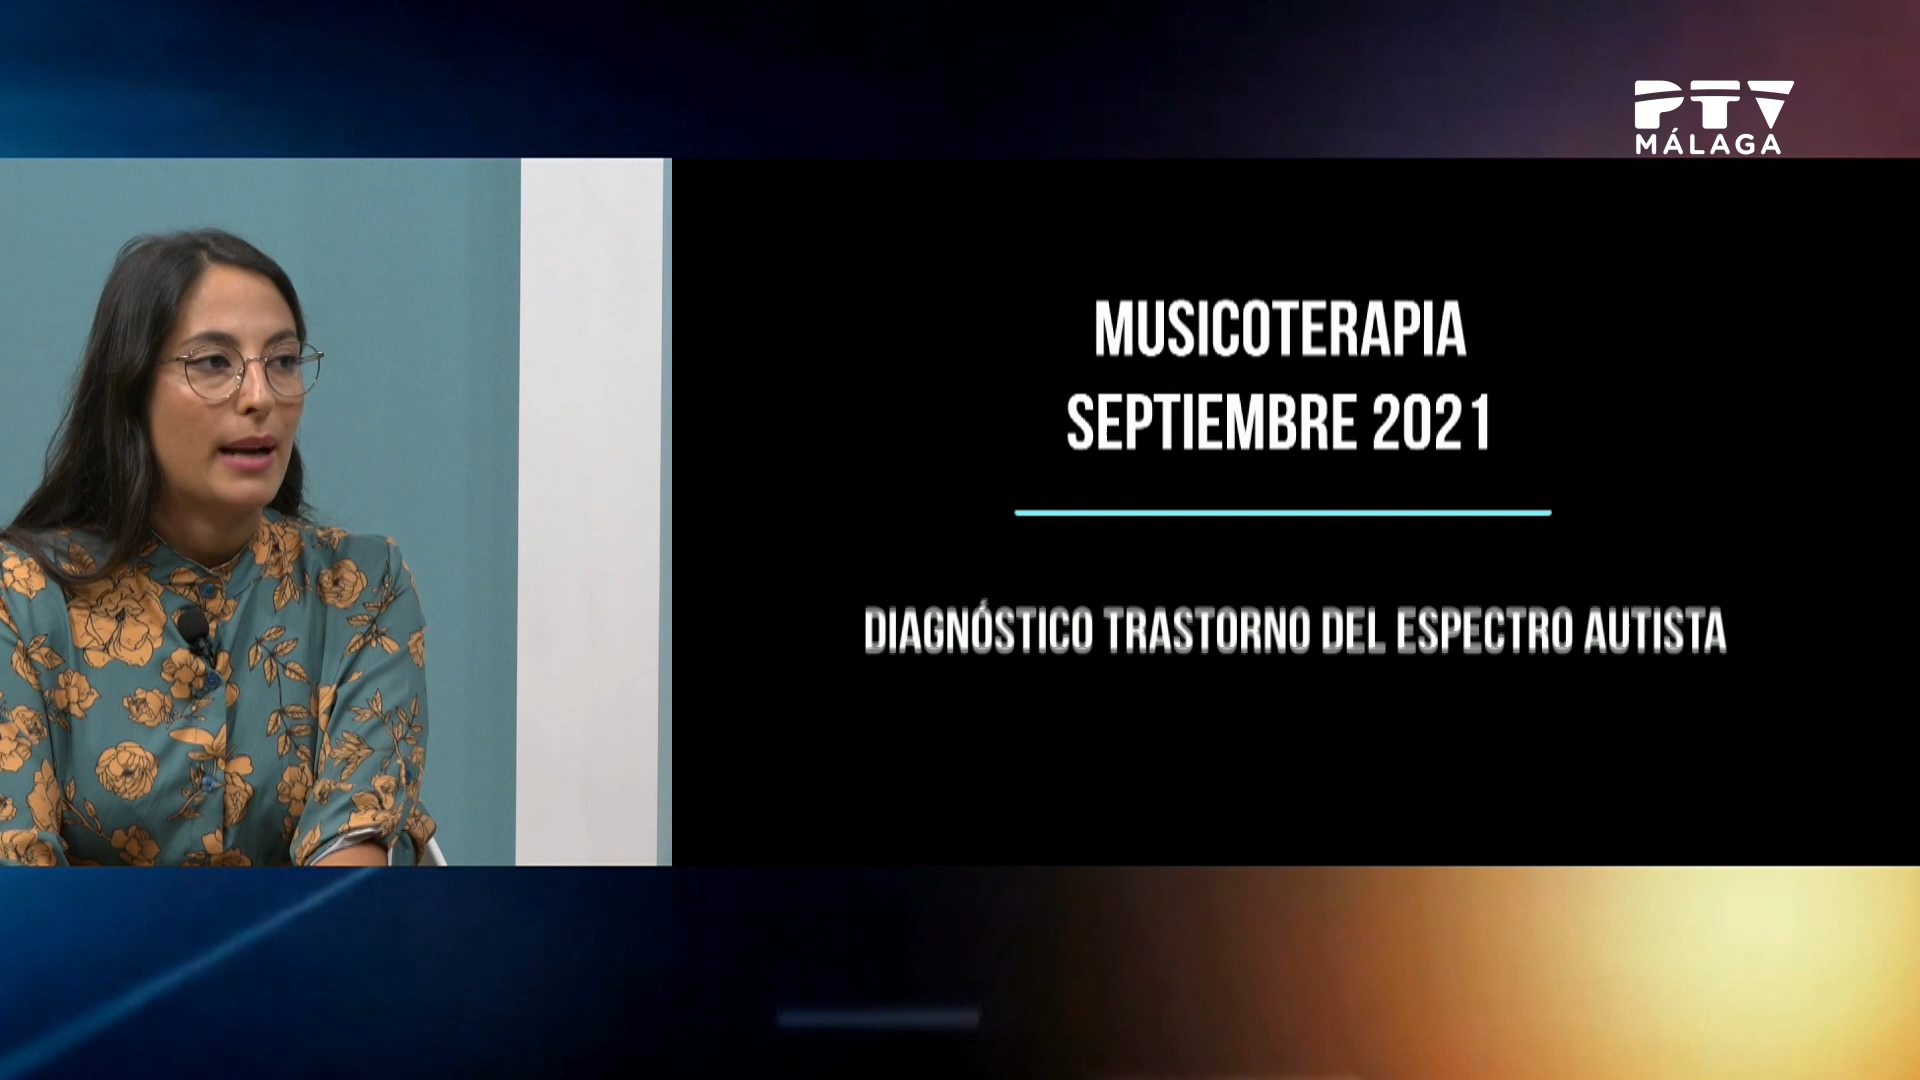 PTV
MÁLAGA
MUSICOTERAPIA
SEPTIEMBRE 2021
DIAGNÓSTICO TRASTORNO DEL ESPECTRO AUTISTA